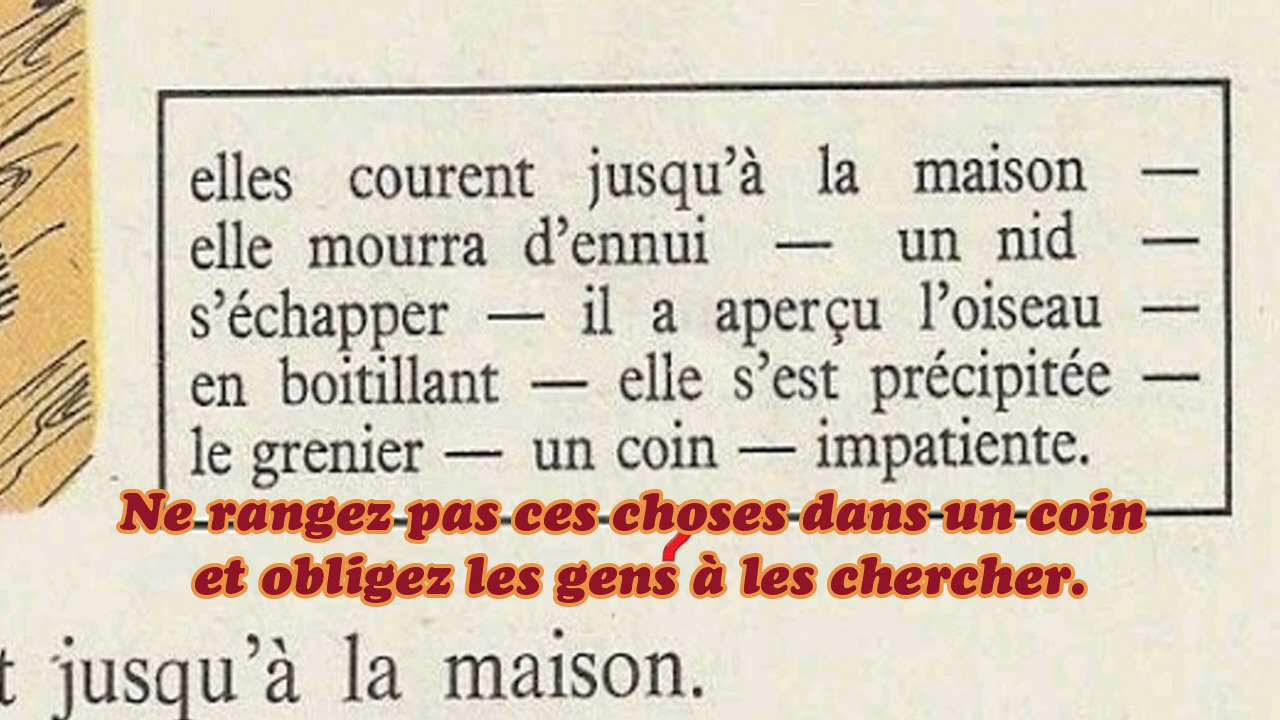 elles courent jusqu'à la maison —
elle mourra d'ennui — un nid —
s'échapper — il a aperçu l'oiseau —
en boitillant — elle s'est précipitée —
le grenier — un coin — impatiente.
Ne rangez pas ces choses dans un coin
et obligez les gens à les chercher.
t jusqu'à la maison.